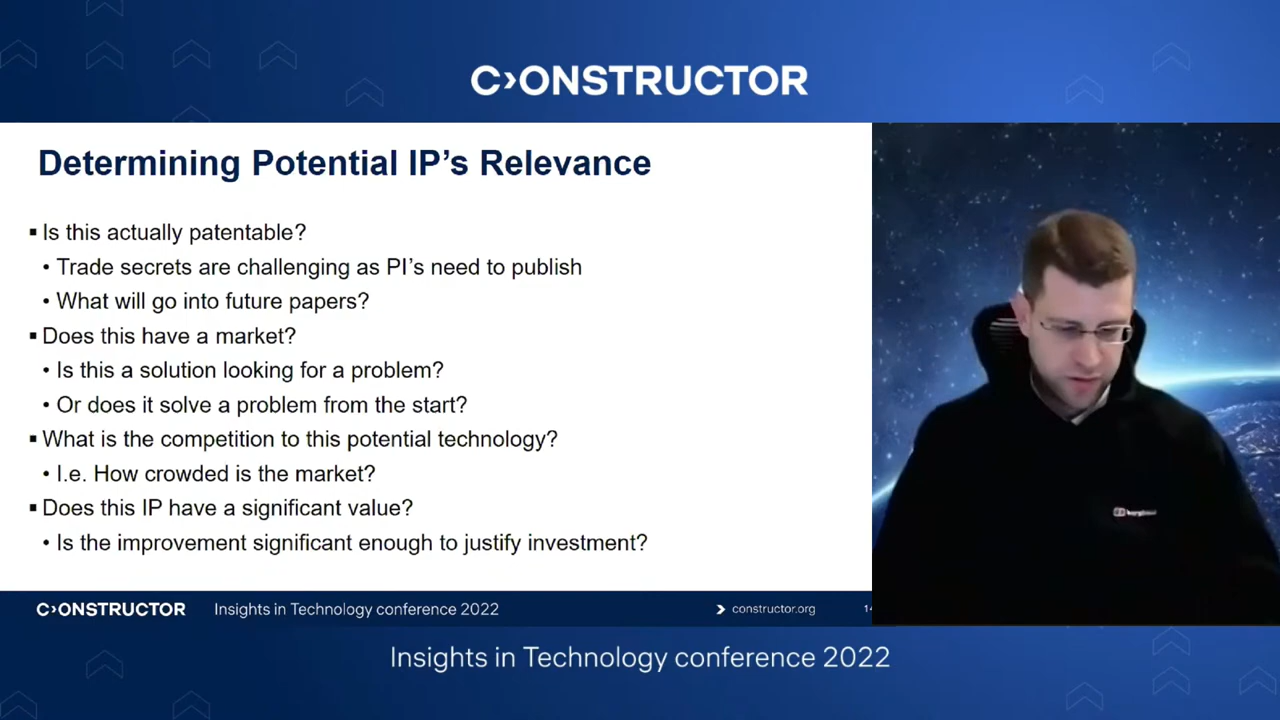 C›ONSTRUCTOR
Determining Potential IP’s Relevance
▪ Is this actually patentable?
• Trade secrets are challenging as PI’s need to publish
• What will go into future papers?
▪ Does this have a market?
• Is this a solution looking for a problem?
• Or does it solve a problem from the start?
▪ What is the competition to this potential technology?
• I.e. How crowded is the market?
▪ Does this IP have a significant value?
• Is the improvement significant enough to justify investment?
C›ONSTRUCTOR
Insights in Technology conference 2022
constructor.org
Insights in Technology conference 2022